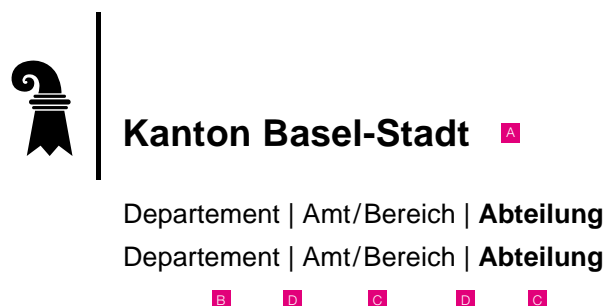 Kanton Basel-Stadt A
Departement | Amt/Bereich | Abteilung
Departement | Amt/Bereich | Abteilung
B D C D C